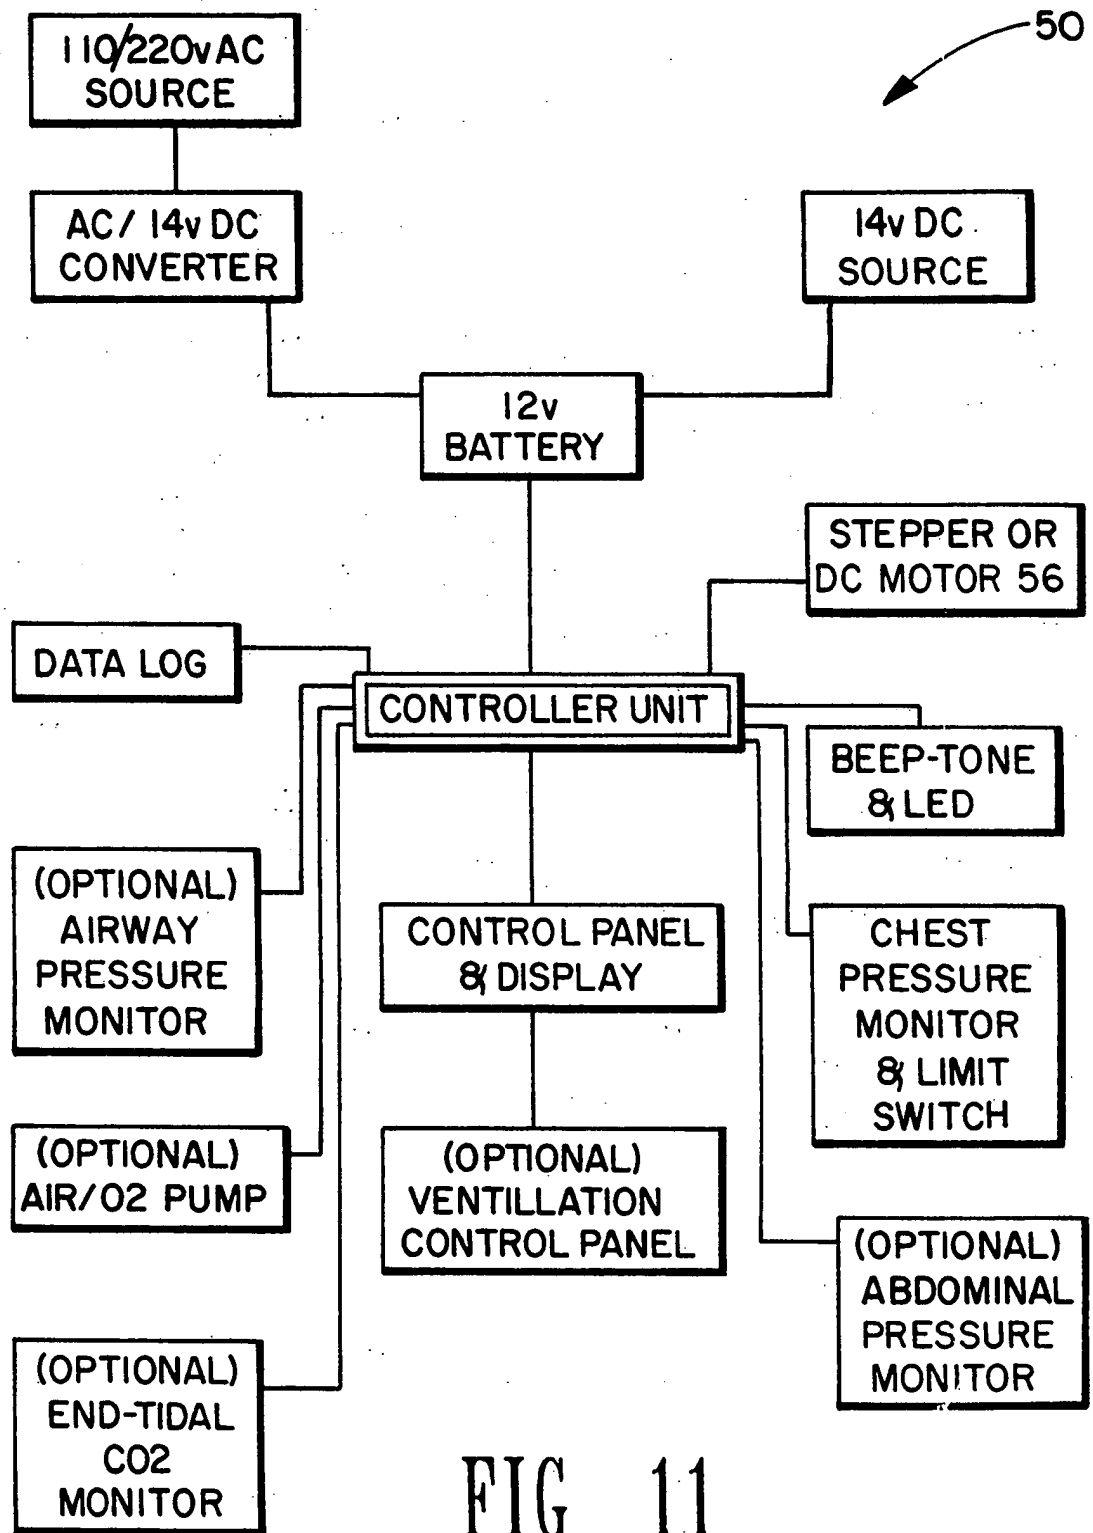 110/220v AC
SOURCE
50
AC/ 14v DC
CONVERTER
14v DC
SOURCE
12v
BATTERY
STEPPER OR
DC MOTOR 56
DATA LOG
CONTROLLER UNIT
BEEP-TONE
& LED
(OPTIONAL)
AIRWAY
PRESSURE
MONITOR
CONTROL PANEL
& DISPLAY
CHEST
PRESSURE
MONITOR
& LIMIT
SWITCH
(OPTIONAL)
AIR/O2 PUMP
(OPTIONAL)
VENTILLATION
CONTROL PANEL
(OPTIONAL)
ABDOMINAL
PRESSURE
MONITOR
(OPTIONAL)
END-TIDAL
CO2
MONITOR
FIG 11